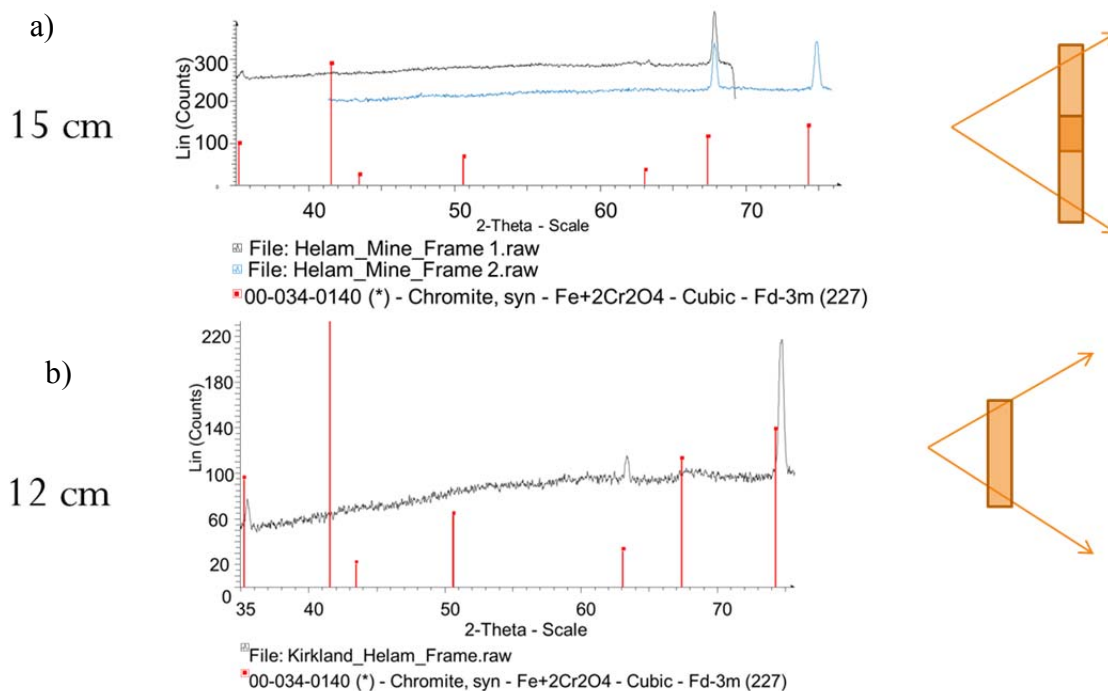 a)
15 cm
Lin (Counts)
300
200
100
0
40 50 60 70
2-Theta - Scale
File: Helam_Mine_Frame 1.raw
File: Helam_Mine_Frame 2.raw
00-034-0140 (*) - Chromite, syn - Fe+2Cr2O4 - Cubic - Fd-3m (227)
b)
12 cm
Lin (Counts)
220
180
140
100
60
20
0
35 40 50 60 70
2-Theta - Scale
File: Kirkland_Helam_Frame.raw
00-034-0140 (*) - Chromite, syn - Fe+2Cr2O4 - Cubic - Fd-3m (227)